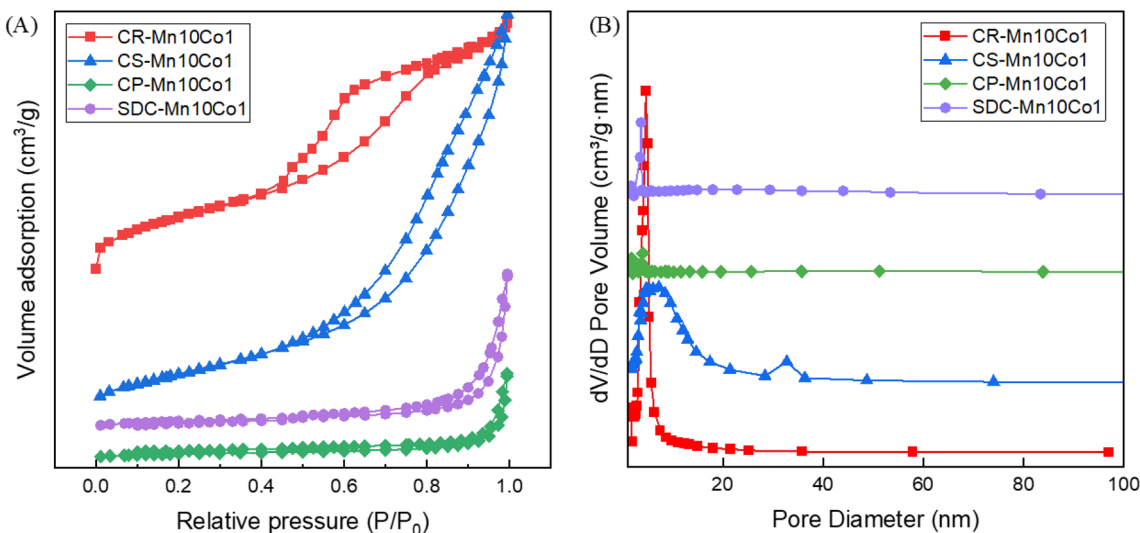 (A)
CR-Mn10Co1
CS-Mn10Co1
CP-Mn10Co1
SDC-Mn10Co1
Volume adsorption (cm³/g)
0.0 0.2 0.4 0.6 0.8 1.0
Relative pressure (P/P₀)
(B)
CR-Mn10Co1
CS-Mn10Co1
CP-Mn10Co1
SDC-Mn10Co1
dV/dD Pore Volume (cm³/g·nm)
20 40 60 80 100
Pore Diameter (nm)